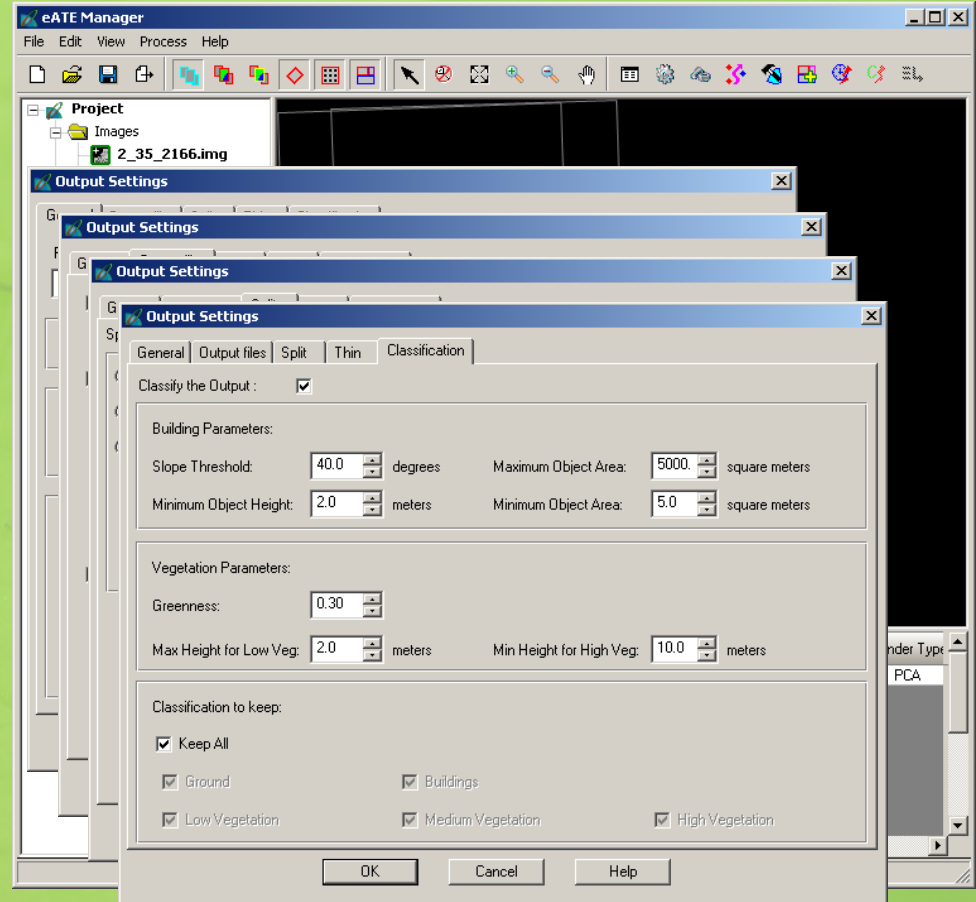 eATE Manager
File Edit View Process Help
Project
Images
2_35_2166.img
Output Settings
Output Settings
Output Settings
Output Settings
General Output files Split Thin Classification
Classify the Output :
Building Parameters:
Slope Threshold: 40.0 degrees Maximum Object Area: 5000. square meters
Minimum Object Height: 2.0 meters Minimum Object Area: 5.0 square meters
Vegetation Parameters:
Greenness: 0.30
Max Height for Low Veg: 2.0 meters Min Height for High Veg: 10.0 meters
nder Type
PCA
Classification to keep:
Keep All
Ground Buildings
Low Vegetation Medium Vegetation High Vegetation
OK Cancel Help